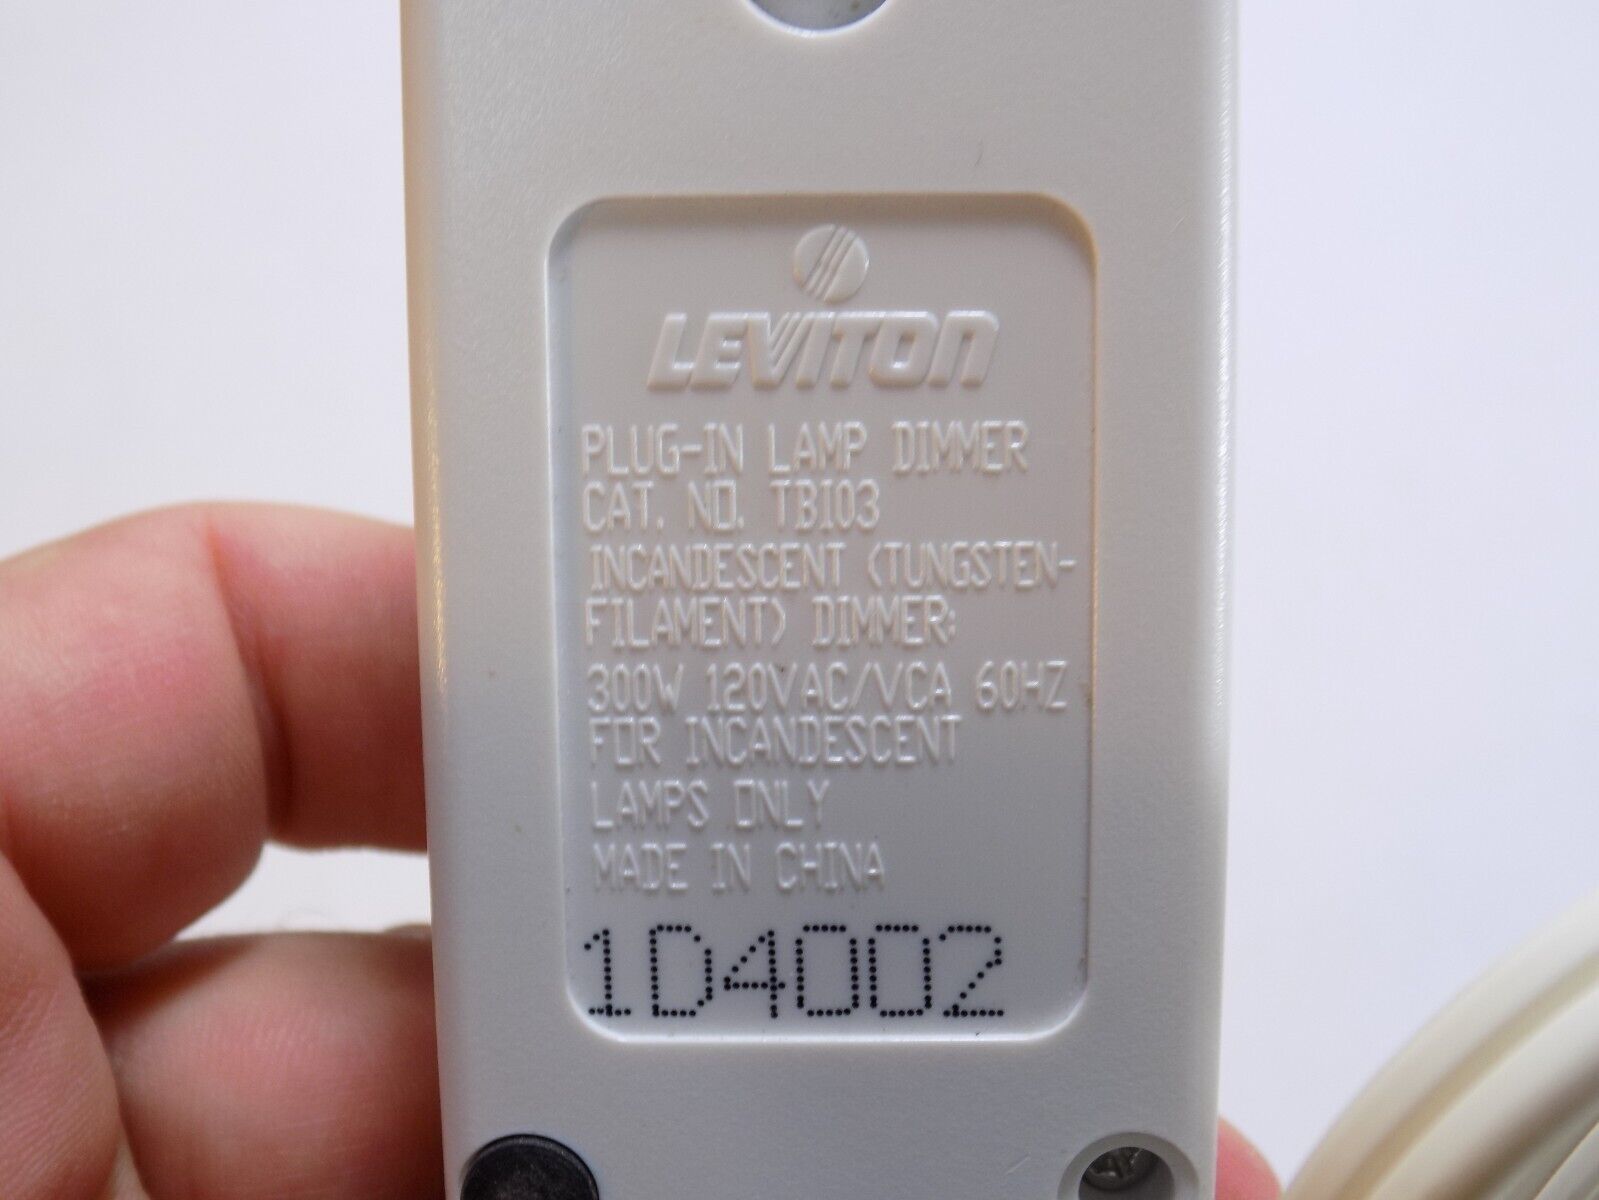 LEVITON
PLUG-IN LAMP DIMMER
CAT. NO. TBI03
INCANDESCENT (TUNGSTEN-
FILAMENT) DIMMER:
300W 120VAC/VCA 60HZ
FOR INCANDESCENT
LAMPS ONLY
MADE IN CHINA
1D4002